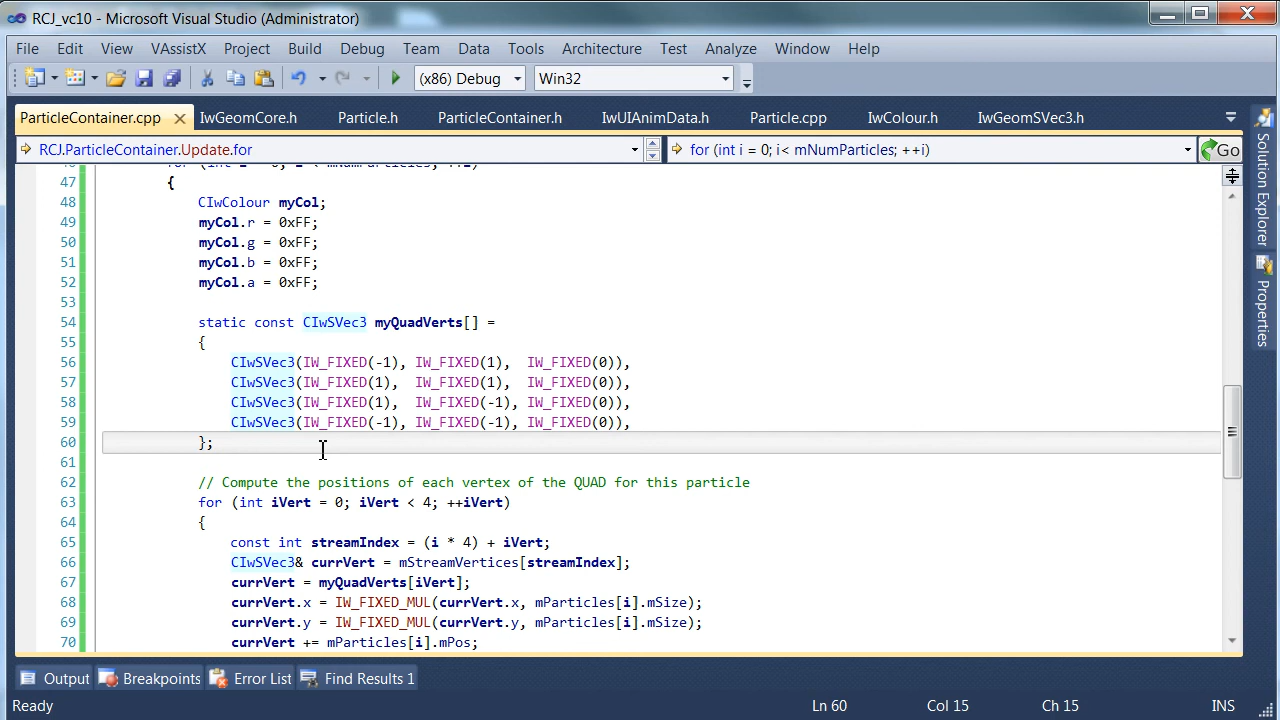 RCJ_vc10 - Microsoft Visual Studio (Administrator)
File Edit View VAssistX Project Build Debug Team Data Tools Architecture Test Analyze Window Help
(x86) Debug Win32
ParticleContainer.cpp IwGeomCore.h Particle.h ParticleContainer.h IwUIAnimData.h Particle.cpp IwColour.h IwGeomSVec3.h
RCJ.ParticleContainer.Update.for for (int i = 0; i< mNumParticles; ++i) Go
47 {
48 CIwColour myCol;
49 myCol.r = 0xFF;
50 myCol.g = 0xFF;
51 myCol.b = 0xFF;
52 myCol.a = 0xFF;
53
54 static const CIwSVec3 myQuadVerts[] =
55 {
56 CIwSVec3(IW_FIXED(-1), IW_FIXED(1), IW_FIXED(0)),
57 CIwSVec3(IW_FIXED(1), IW_FIXED(1), IW_FIXED(0)),
58 CIwSVec3(IW_FIXED(1), IW_FIXED(-1), IW_FIXED(0)),
59 CIwSVec3(IW_FIXED(-1), IW_FIXED(-1), IW_FIXED(0)),
60 };
61
62 // Compute the positions of each vertex of the QUAD for this particle
63 for (int iVert = 0; iVert < 4; ++iVert)
64 {
65 const int streamIndex = (i * 4) + iVert;
66 CIwSVec3& currVert = mStreamVertices[streamIndex];
67 currVert = myQuadVerts[iVert];
68 currVert.x = IW_FIXED_MUL(currVert.x, mParticles[i].mSize);
69 currVert.y = IW_FIXED_MUL(currVert.y, mParticles[i].mSize);
70 currVert += mParticles[i].mPos;
Solution Explorer
Properties
Output Breakpoints Error List Find Results 1
Ready Ln 60 Col 15 Ch 15 INS